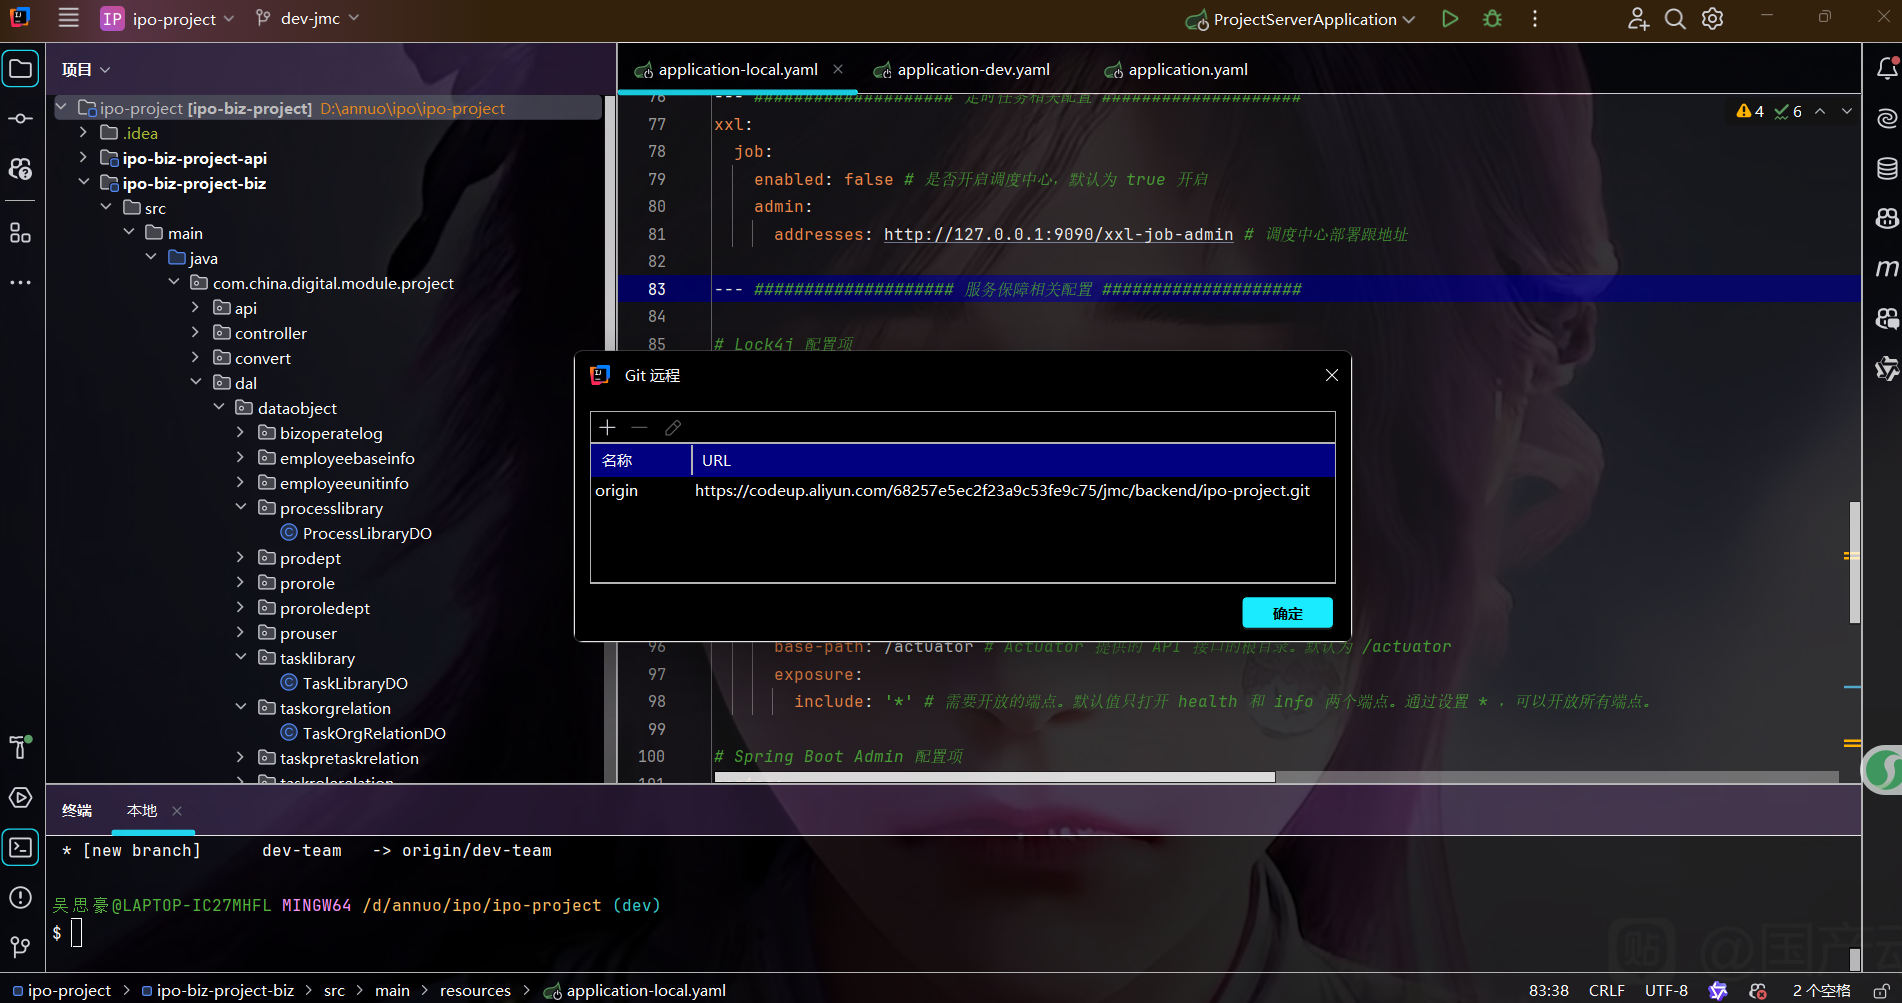 IP ipo-project dev-jmc ProjectServerApplication
项目
application-local.yaml application-dev.yaml application.yaml
ipo-project [ipo-biz-project] D:\annuo\ipo\ipo-project
.idea
ipo-biz-project-api
ipo-biz-project-biz
src
main
java
com.china.digital.module.project
api
controller
convert
dal
dataobject
bizoperatelog
employeebaseinfo
employeeunitinfo
processlibrary
ProcessLibraryDO
prodept
prorole
proroledept
prouser
tasklibrary
TaskLibraryDO
taskorgrelation
TaskOrgRelationDO
taskpretaskrelation
taskrolerelation
4 6
76 --- #################### 定时任务相关配置 ####################
77 xxl:
78 job:
79 enabled: false # 是否开启调度中心，默认为 true 开启
80 admin:
81 addresses: http://127.0.0.1:9090/xxl-job-admin # 调度中心部署跟地址
82
83 --- #################### 服务保障相关配置 ####################
84
85 # Lock4j 配置项
96 base-path: /actuator # Actuator 提供的 API 接口的根目录。默认为 /actuator
97 exposure:
98 include: '*' # 需要开放的端点。默认值只打开 health 和 info 两个端点。通过设置 * ，可以开放所有端点。
99
100 # Spring Boot Admin 配置项
101
Git 远程
名称 URL
origin https://codeup.aliyun.com/68257e5ec2f23a9c53fe9c75/jmc/backend/ipo-project.git
确定
终端 本地
* [new branch] dev-team -> origin/dev-team
吴思豪@LAPTOP-IC27MHFL MINGW64 /d/annuo/ipo/ipo-project (dev)
$
贴 @国产
ipo-project > ipo-biz-project-biz > src > main > resources > application-local.yaml 83:38 CRLF UTF-8 2 个空格